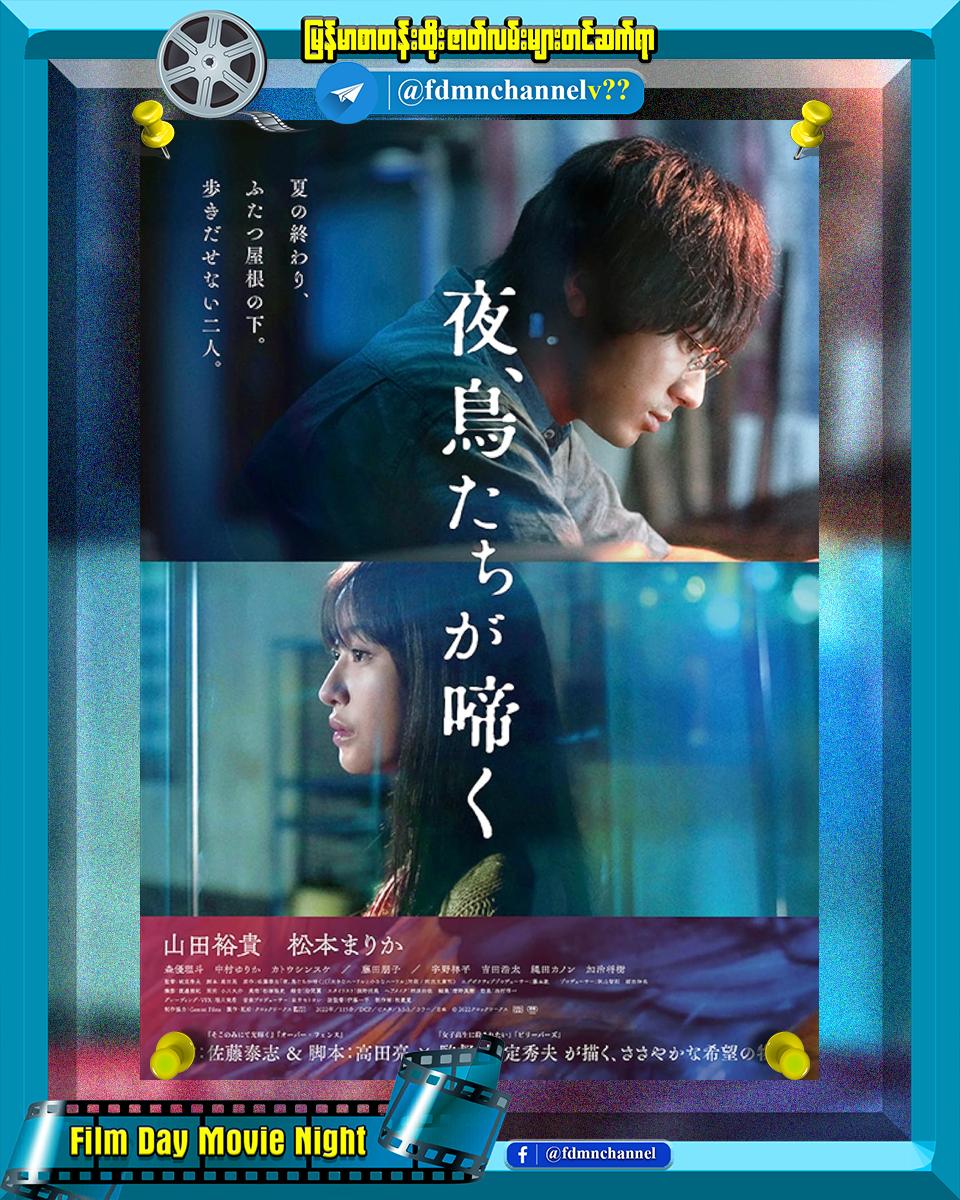 မြန်မာစာတန်းထိုးဇာတ်လမ်းများတင်ဆက်ရာ
@fdmnchannelv??
夏の終わり、
ふたつ屋根の下。
歩きだせない二人。
夜、鳥たちが啼く
山田裕貴 松本まりか
森優理斗 中村ゆりか カトウシンスケ / 藤田朋子 / 宇野祥平 吉田浩太 縄田カノン 加治将樹
『そこのみにて光輝く』『オーバー・フェンス』 『女子高生に殺されたい』『ビリーバーズ』
:佐藤泰志 & 脚本:高田亮 × 定秀夫 が描く、ささやかな希望の
Film Day Movie Night
@fdmnchannel